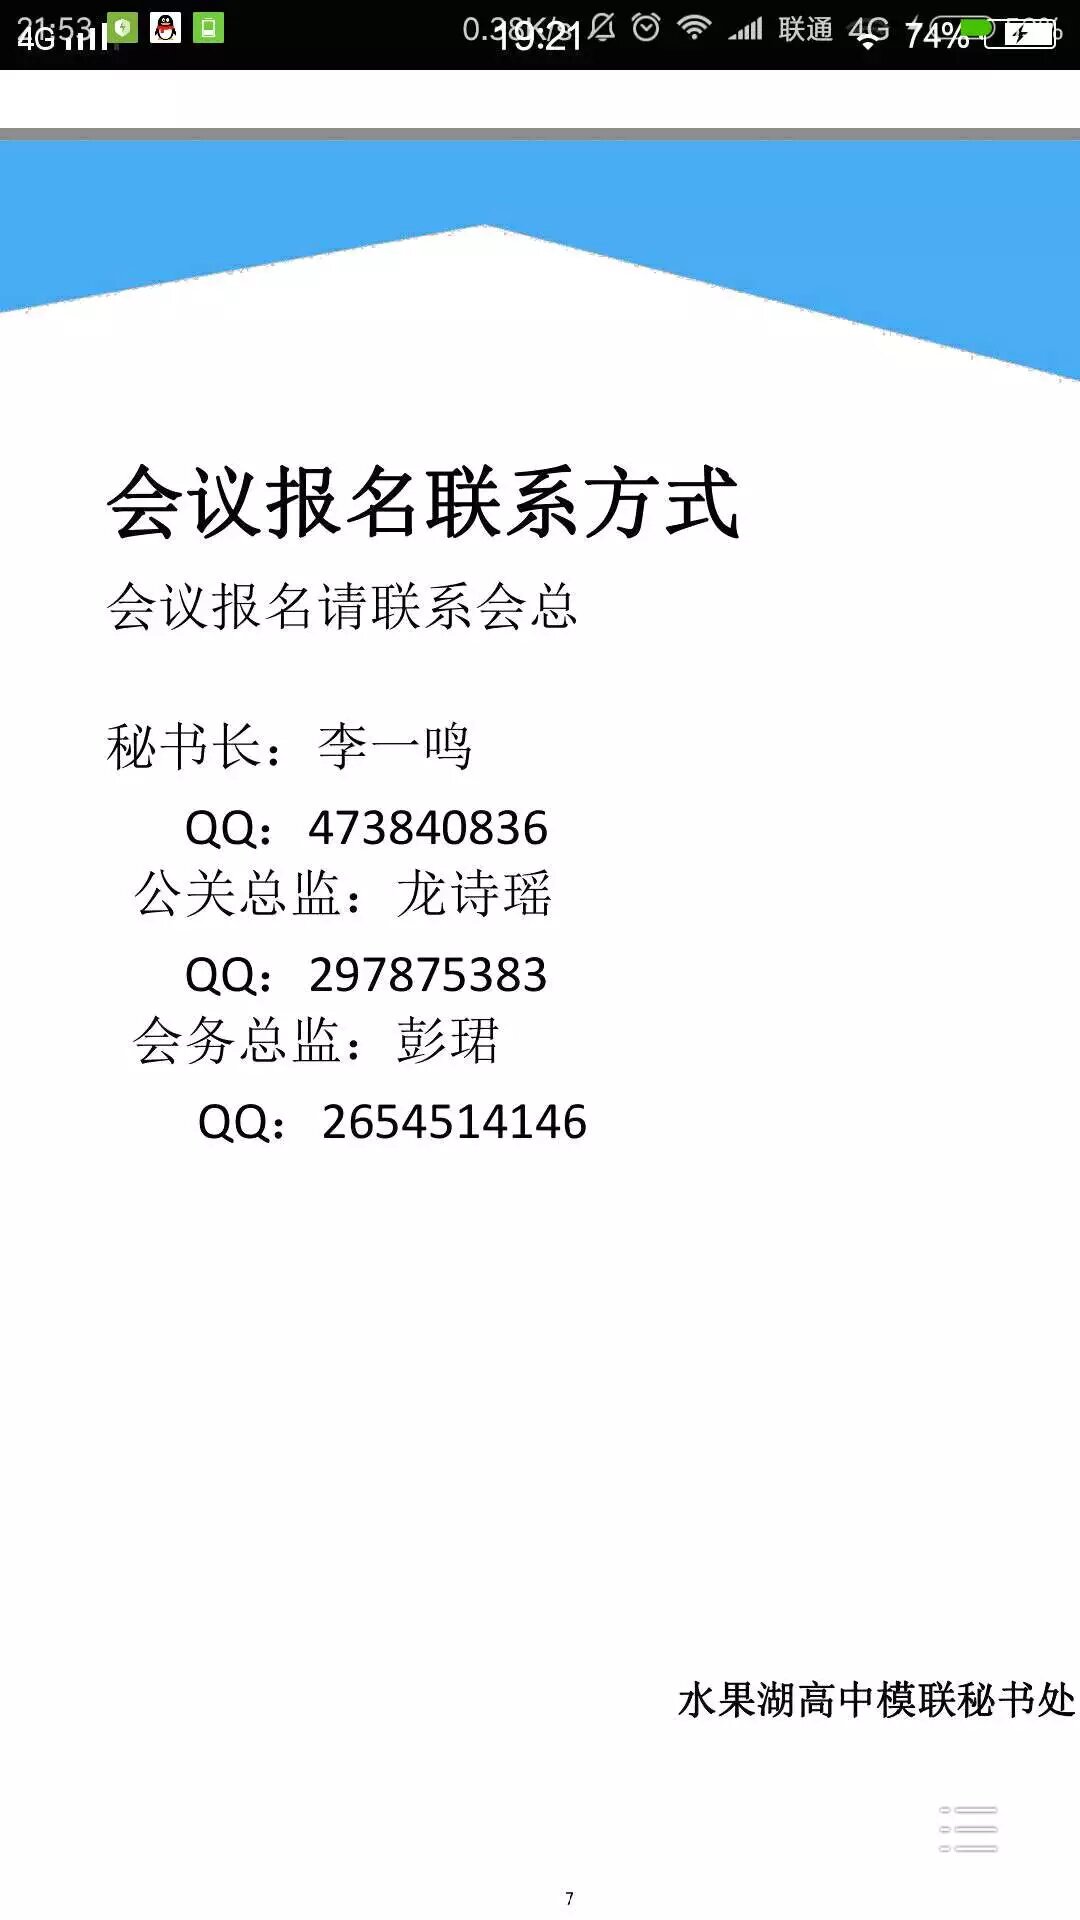 21:53 0.38K/s 联通 4G
4G 19:21 74%
会议报名联系方式
会议报名请联系会总
秘书长：李一鸣
QQ：473840836
公关总监：龙诗瑶
QQ：297875383
会务总监：彭珺
QQ：2654514146
水果湖高中模联秘书处
7